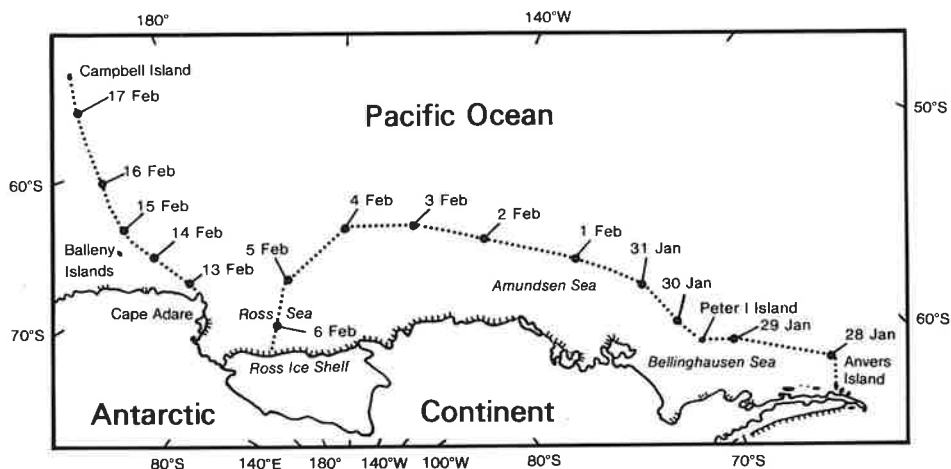 180°
140°W
Campbell Island
17 Feb
50°S
Pacific Ocean
16 Feb
60°S
4 Feb
3 Feb
15 Feb
2 Feb
14 Feb
1 Feb
Balleny
Islands
5 Feb
31 Jan
13 Feb
Amundsen Sea
30 Jan
Cape Adare
Ross Sea
Peter I Island
6 Feb
29 Jan
28 Jan
60°S
70°S
Ross Ice Shelf
Bellinghausen Sea
Anvers
Island
Antarctic
Continent
80°S
140°E
180°
140°W
100°W
80°S
70°S